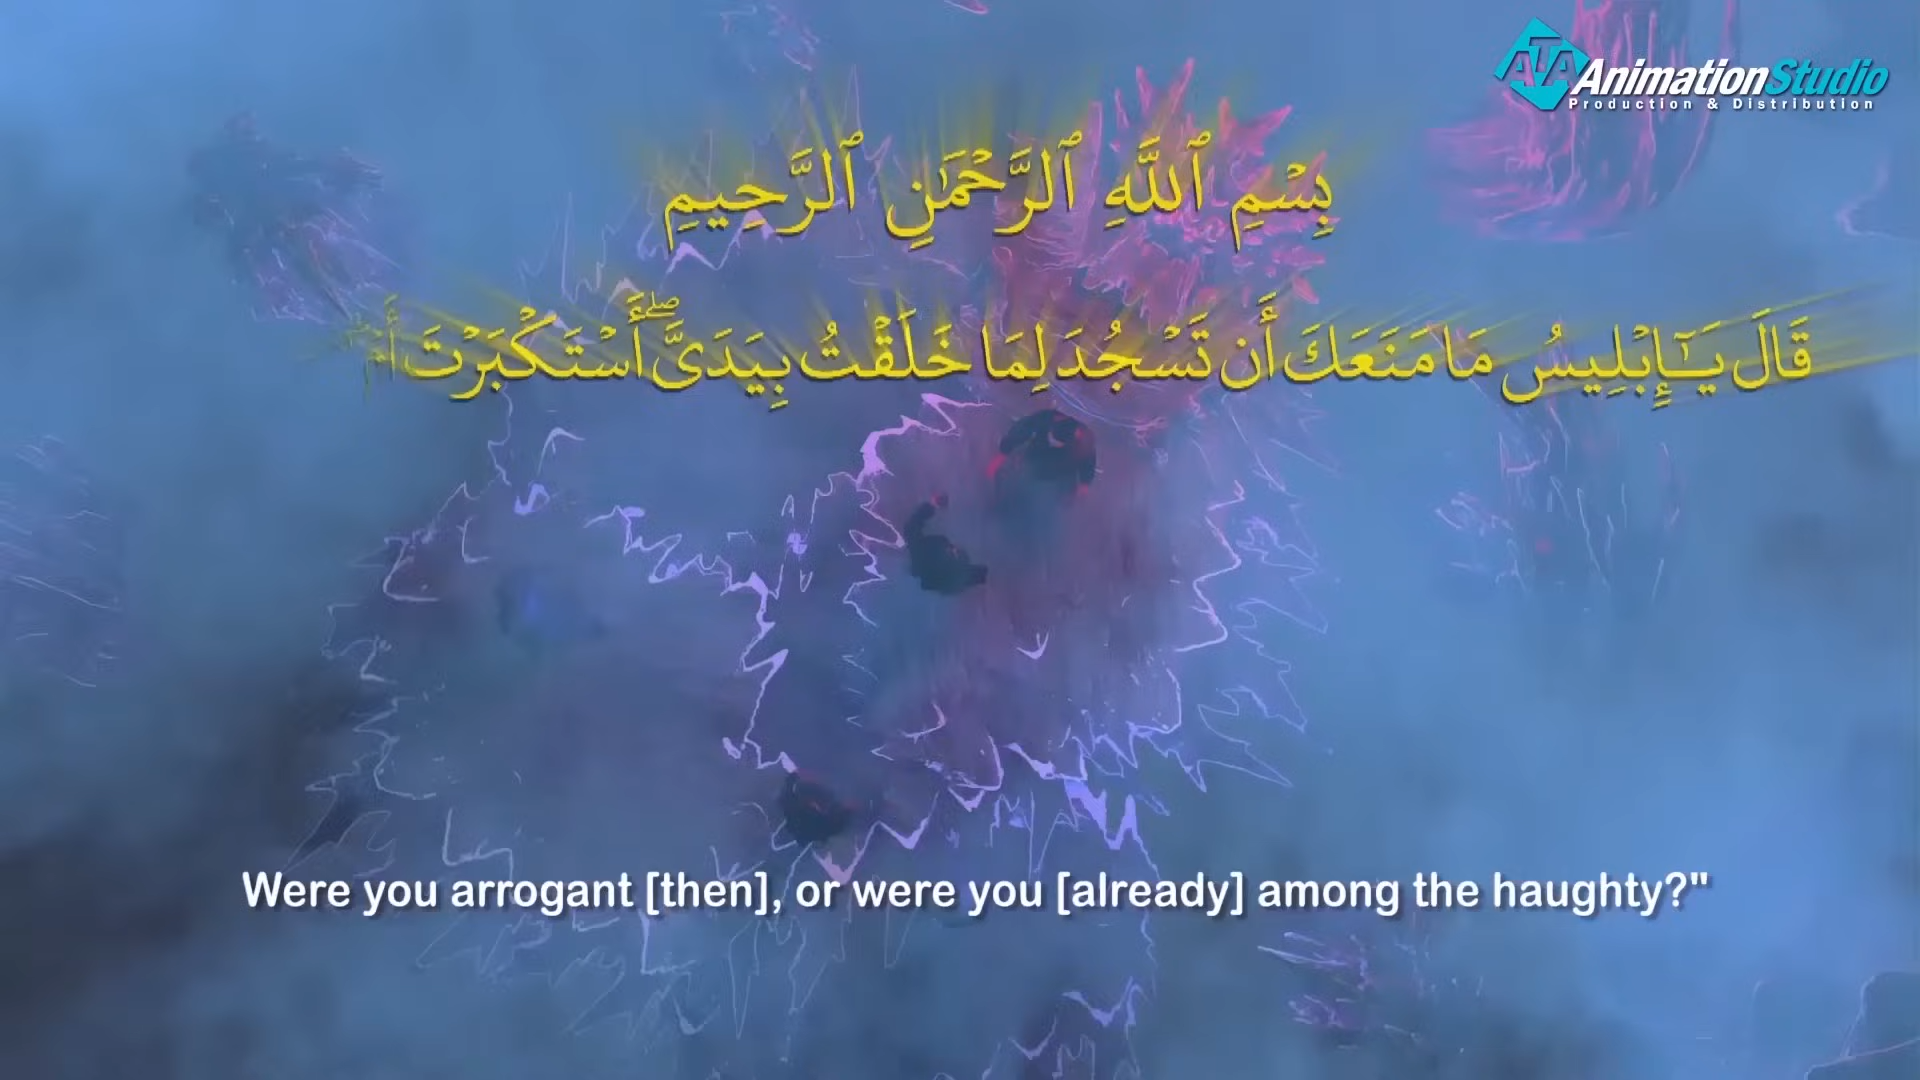 ATA AnimationStudio
Production & Distribution
بِسْمِ ٱللَّهِ ٱلرَّحْمَٰنِ ٱلرَّحِيمِ
قَالَ يَـٰٓإِبْلِيسُ مَا مَنَعَكَ أَن تَسْجُدَ لِمَا خَلَقْتُ بِيَدَىَّ ۖ أَسْتَكْبَرْتَ
Were you arrogant [then], or were you [already] among the haughty?"